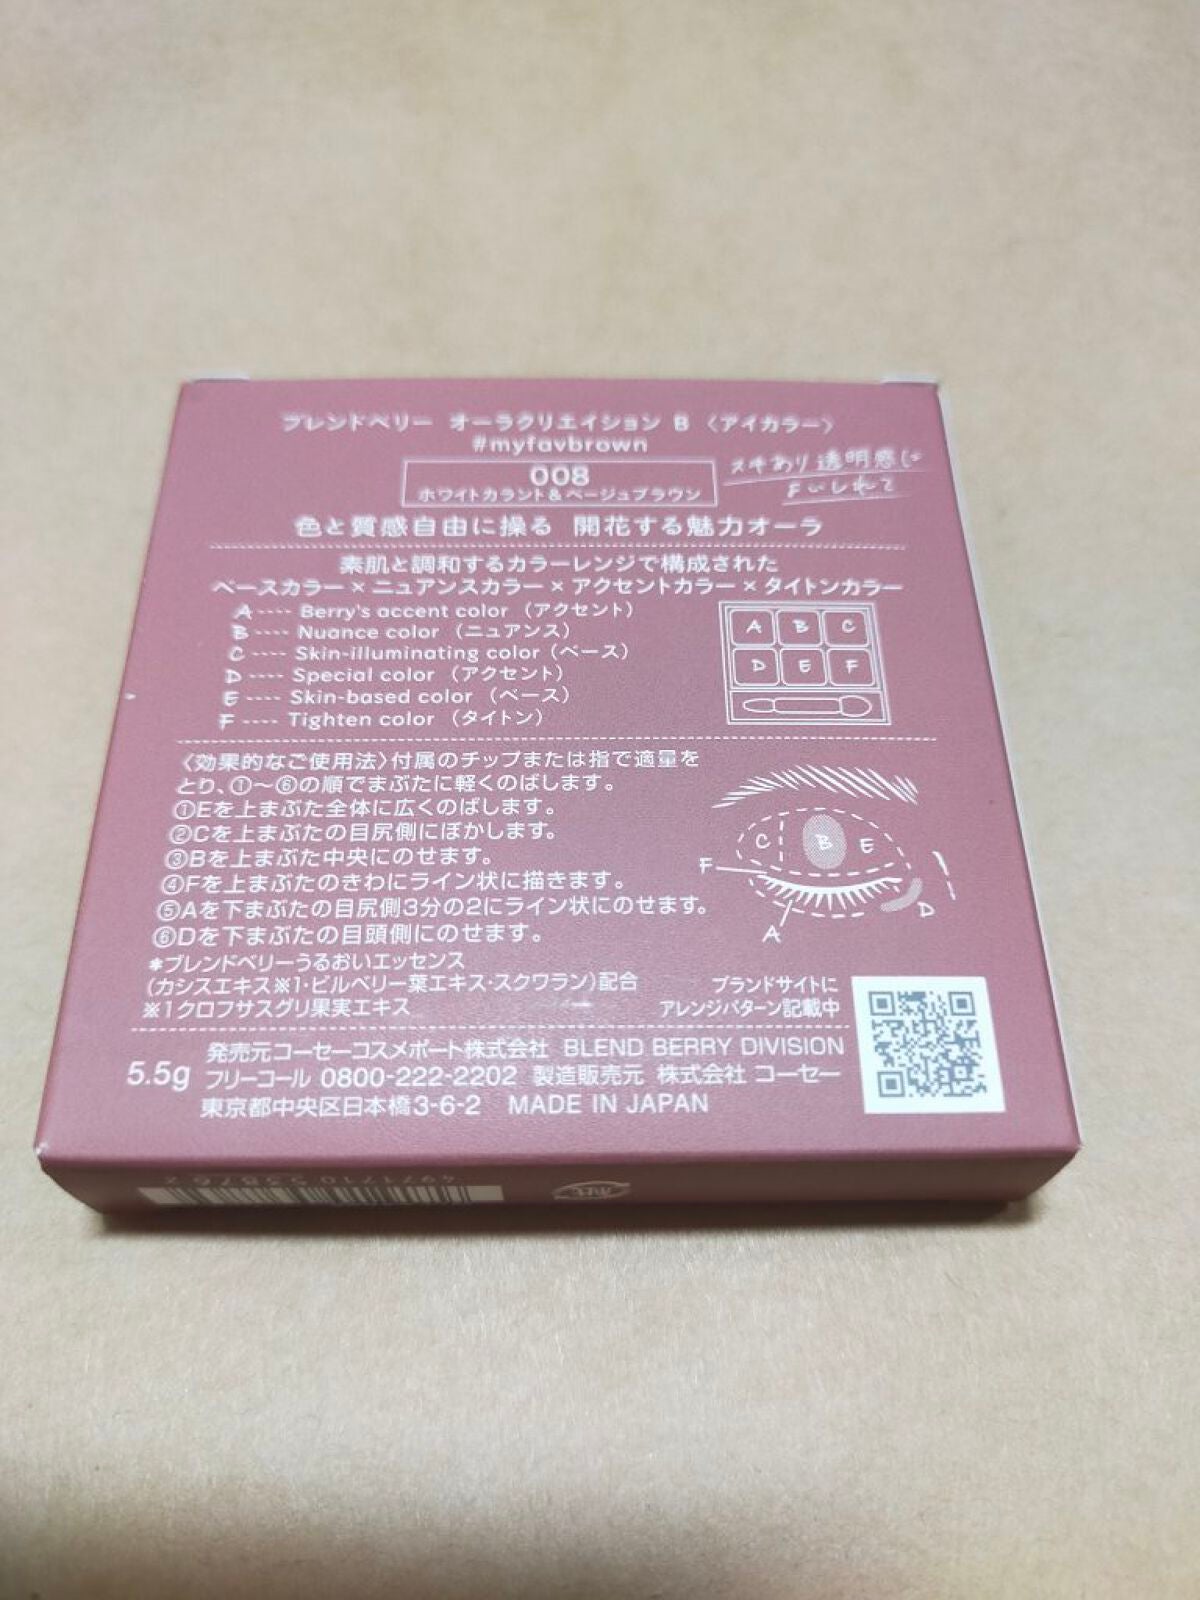 ブレンドベリー オーラクリエイション B 〈アイカラー〉
#myfavbrown
008
ホワイトカラント&ベージュブラウン
スキあり透明感に
よいしれて
色と質感自由に操る 開花する魅力オーラ
素肌と調和するカラーレンジで構成された
ベースカラー×ニュアンスカラー×アクセントカラー×タイトンカラー
A ---- Berry's accent color (アクセント)
B ---- Nuance color (ニュアンス)
C ---- Skin-illuminating color (ベース)
D ---- Special color (アクセント)
E ---- Skin-based color (ベース)
F ---- Tighten color (タイトン)
A B C
D E F
〈効果的なご使用法〉付属のチップまたは指で適量を
とり、①~⑥の順でまぶたに軽くのばします。
①Eを上まぶた全体に広くのばします。
②Cを上まぶたの目尻側にぼかします。
③Bを上まぶた中央にのせます。
④Fを上まぶたのきわにライン状に描きます。
⑤Aを下まぶたの目尻側3分の2にライン状にのせます。
⑥Dを下まぶたの目頭側にのせます。
C B E
F
D
A
*ブレンドベリーうるおいエッセンス
(カシスエキス※1・ビルベリー葉エキス・スクワラン)配合
※1クロフサスグリ果実エキス
ブランドサイトに
アレンジパターン記載中
5.5g
発売元コーセーコスメポート株式会社 BLEND BERRY DIVISION
フリーコール 0800-222-2202 製造販売元 株式会社 コーセー
東京都中央区日本橋3-6-2 MADE IN JAPAN